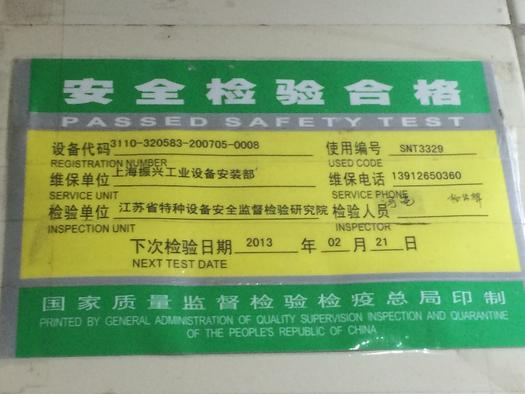 安全检验合格
PASSED SAFETY TEST
设备代码 3110-320583-200705-0008 使用编号 SNT3329
REGISTRATION NUMBER USED CODE
维保单位 上海振兴工业设备安装部 维保电话 13912650360
SERVICE UNIT SERVICE PHONE
检验单位 江苏省特种设备安全监督检验研究院 检验人员
INSPECTION UNIT INSPECTOR
下次检验日期 2013 年 02 月 21 日
NEXT TEST DATE
国家质量监督检验检疫总局印制
PRINTED BY GENERAL ADMINISTRATION OF QUALITY SUPERVISION INSPECTION AND QUARANTINE
OF THE PEOPLE'S REPUBLIC OF CHINA